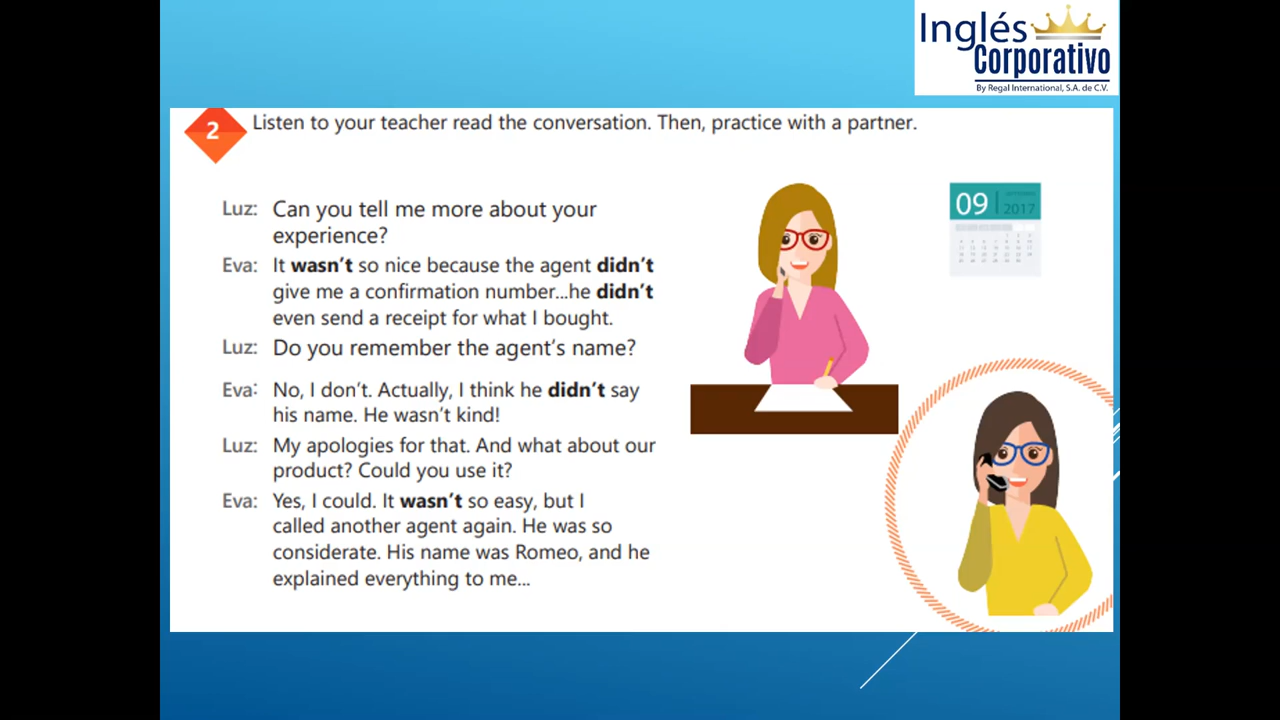 Inglés
Corporativo
By Regal International, S.A. de C.V.
2
Listen to your teacher read the conversation. Then, practice with a partner.
Luz: Can you tell me more about your
experience?
Eva: It wasn't so nice because the agent didn't
give me a confirmation number...he didn't
even send a receipt for what I bought.
Luz: Do you remember the agent's name?
Eva: No, I don't. Actually, I think he didn't say
his name. He wasn't kind!
Luz: My apologies for that. And what about our
product? Could you use it?
Eva: Yes, I could. It wasn't so easy, but I
called another agent again. He was so
considerate. His name was Romeo, and he
explained everything to me...
09
2017